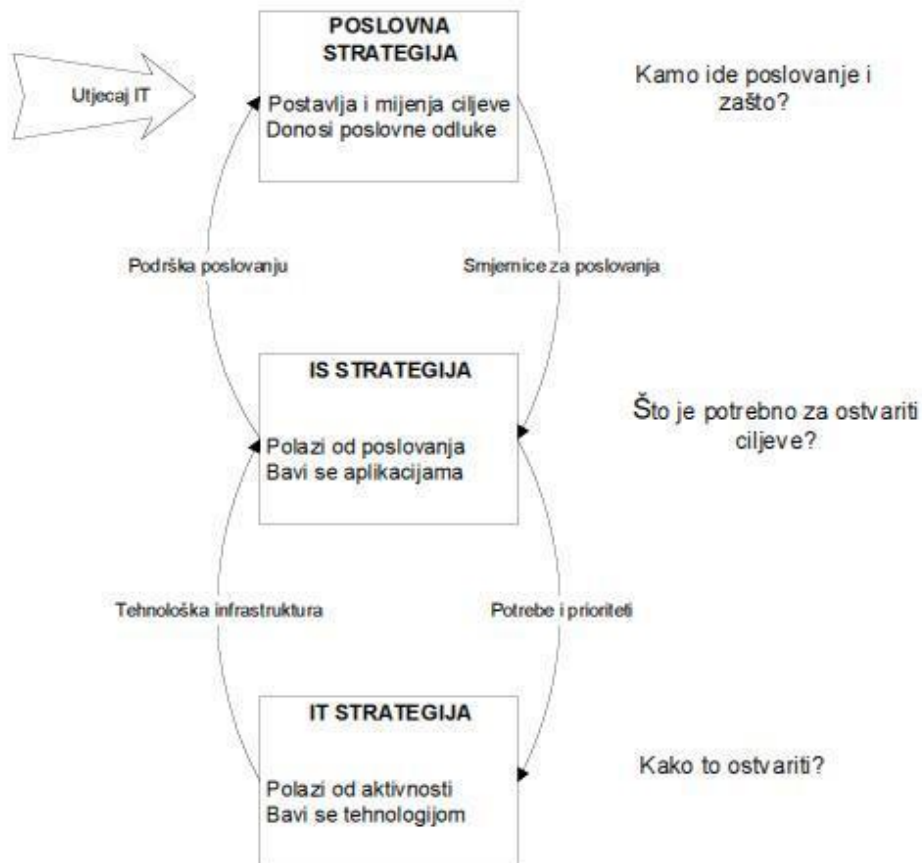 POSLOVNA
STRATEGIJA
Utjecaj IT
Postavlja i mijenja ciljeve
Donosi poslovne odluke
Kamo ide poslovanje i
zašto?
Podrška poslovanju
Smjernice za poslovanja
IS STRATEGIJA
Polazi od poslovanja
Bavi se aplikacijama
Što je potrebno za ostvariti
ciljeve?
Tehnološka infrastruktura
Potrebe i prioriteti
IT STRATEGIJA
Polazi od aktivnosti
Bavi se tehnologijom
Kako to ostvariti?